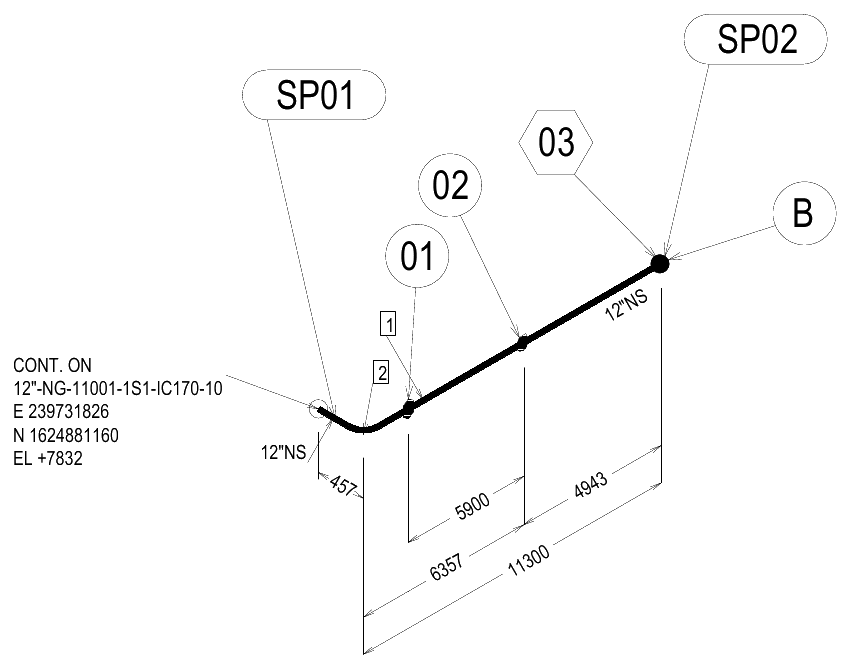 SP02
SP01
03
02
B
01
12"NS
1
2
CONT. ON
12"-NG-11001-1S1-IC170-10
E 239731826
N 1624881160
EL +7832
12"NS
457
5900
4943
6357
11300